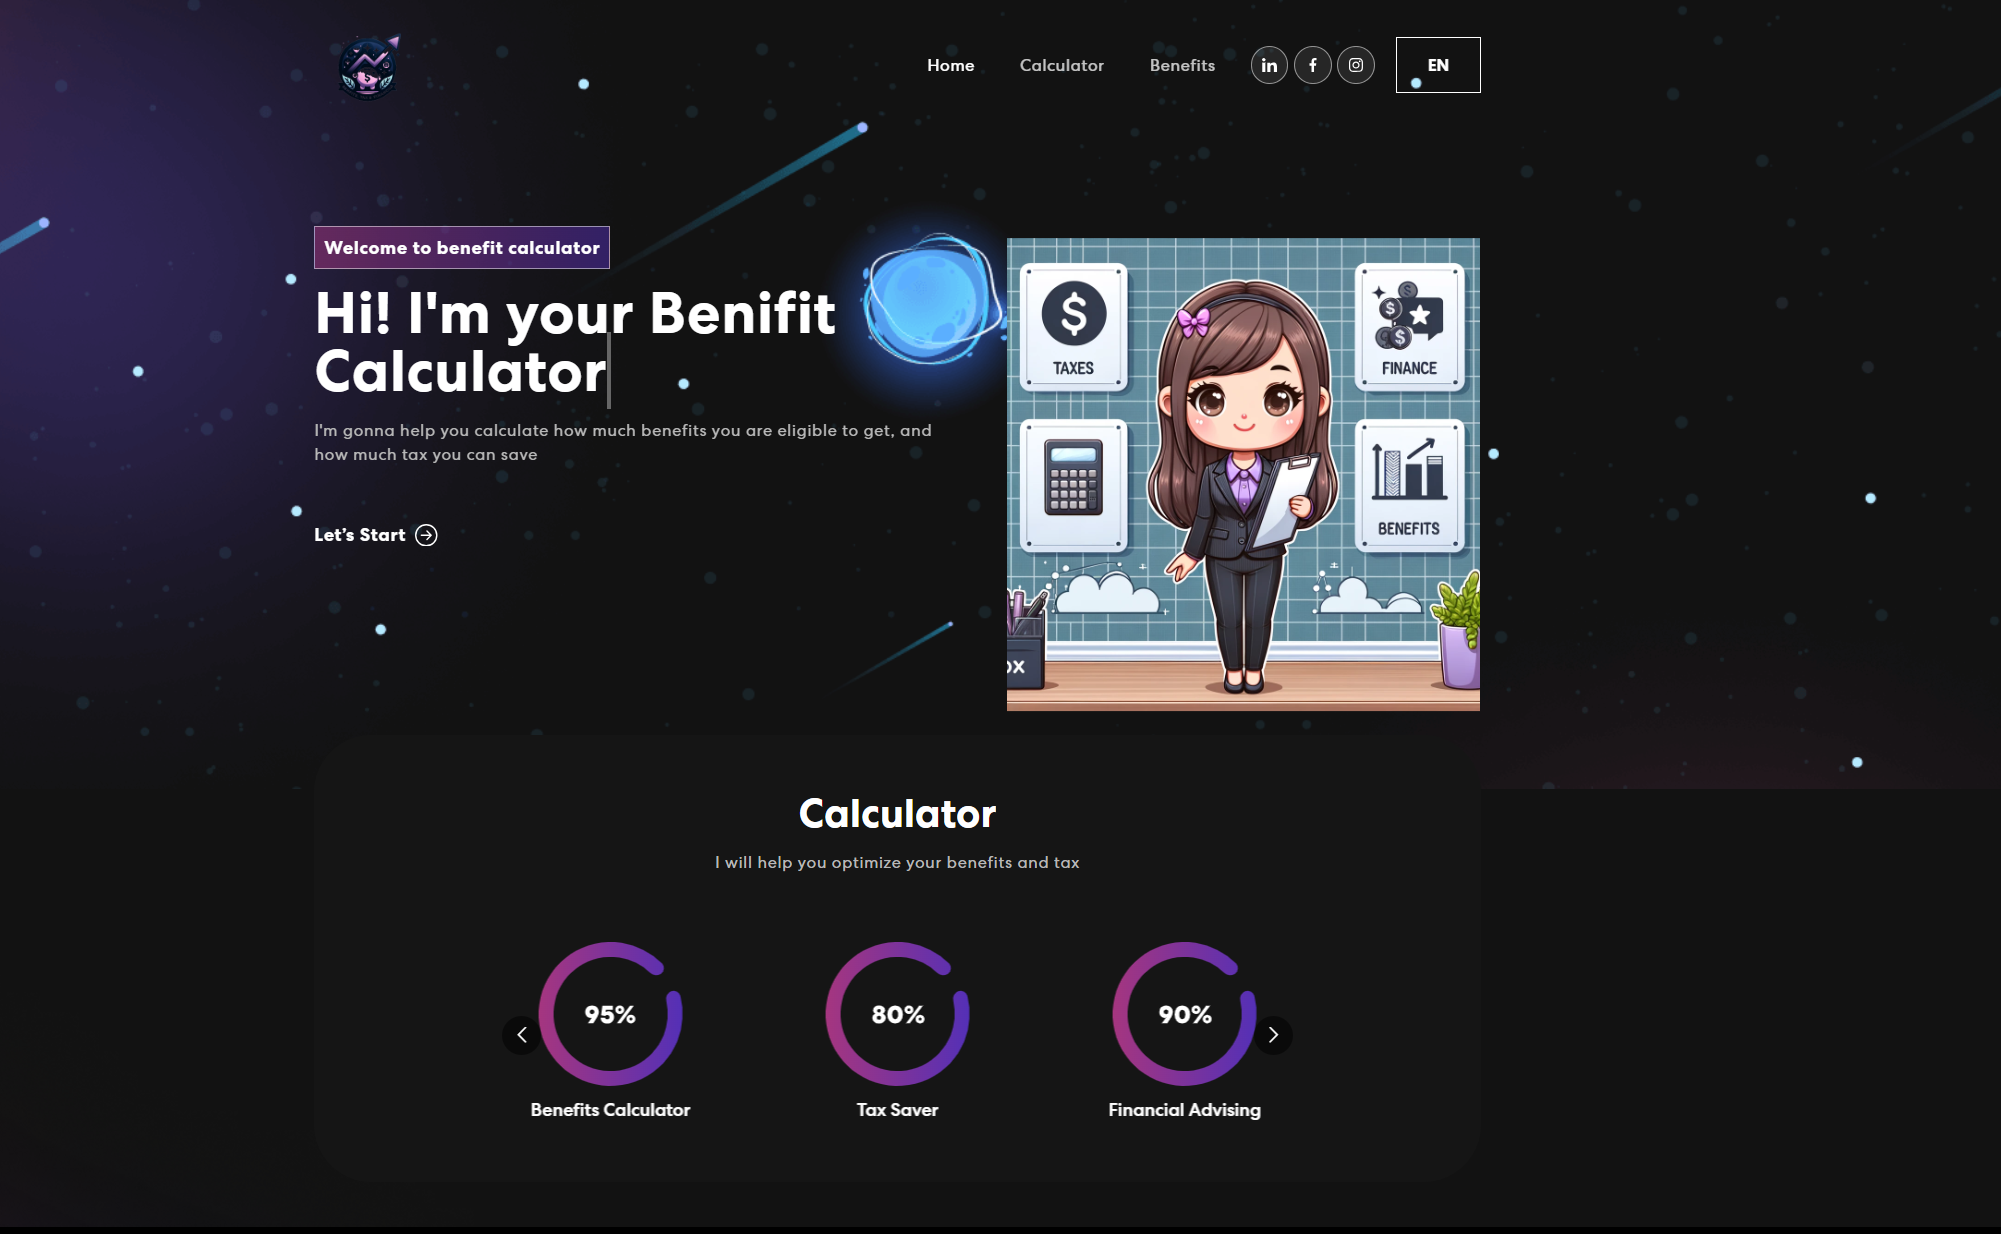 Home
Calculator
Benefits
in
f
EN
Welcome to benefit calculator
Hi! I'm your Benifit
Calculator
I'm gonna help you calculate how much benefits you are eligible to get, and
how much tax you can save
Let's Start
TAXES
FINANCE
BENEFITS
OX
Calculator
I will help you optimize your benefits and tax
95%
80%
90%
Benefits Calculator
Tax Saver
Financial Advising